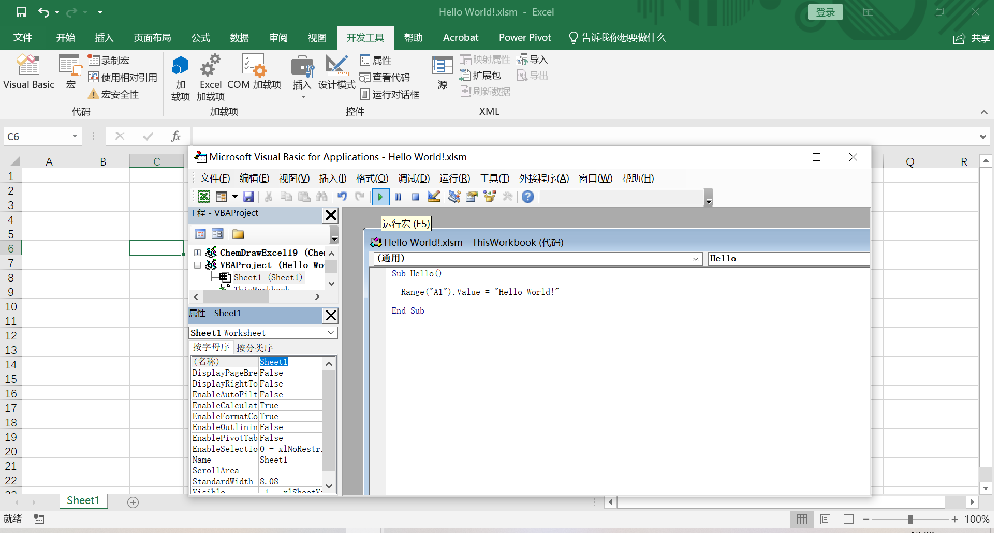 Hello World!.xlsm - Excel
登录
文件 开始 插入 页面布局 公式 数据 审阅 视图 开发工具 帮助 Acrobat Power Pivot 告诉我你想要做什么 共享
Visual Basic
宏
录制宏
使用相对引用
宏安全性
代码
加
载项
Excel
加载项
COM 加载项
加载项
插入
设计模式
属性
查看代码
运行对话框
控件
源
映射属性
扩展包
刷新数据
导入
导出
XML
C6
fx
A B C Q R
Microsoft Visual Basic for Applications - Hello World!.xlsm
文件(F) 编辑(E) 视图(V) 插入(I) 格式(O) 调试(D) 运行(R) 工具(T) 外接程序(A) 窗口(W) 帮助(H)
工程 - VBAProject
运行宏 (F5)
ChemDrawExcel19 (Che
VBAProject (Hello Wo
Sheet1 (Sheet1)
ThisWorkbook
Hello World!.xlsm - ThisWorkbook (代码)
(通用) Hello
Sub Hello()
Range("A1").Value = "Hello World!"
End Sub
属性 - Sheet1
Sheet1 Worksheet
按字母序 按分类序
(名称) Sheet1
DisplayPageBre False
DisplayRightTo False
EnableAutoFilt False
EnableCalculat True
EnableFormatCo True
EnableOutlinin False
EnablePivotTab False
EnableSelectio 0 - xlNoRestr
Name Sheet1
ScrollArea
StandardWidth 8.08
Visible -1 - xlSheetV
1
2
3
4
5
6
7
8
9
10
11
12
13
14
15
16
17
18
19
20
21
22
Sheet1
就绪
100%